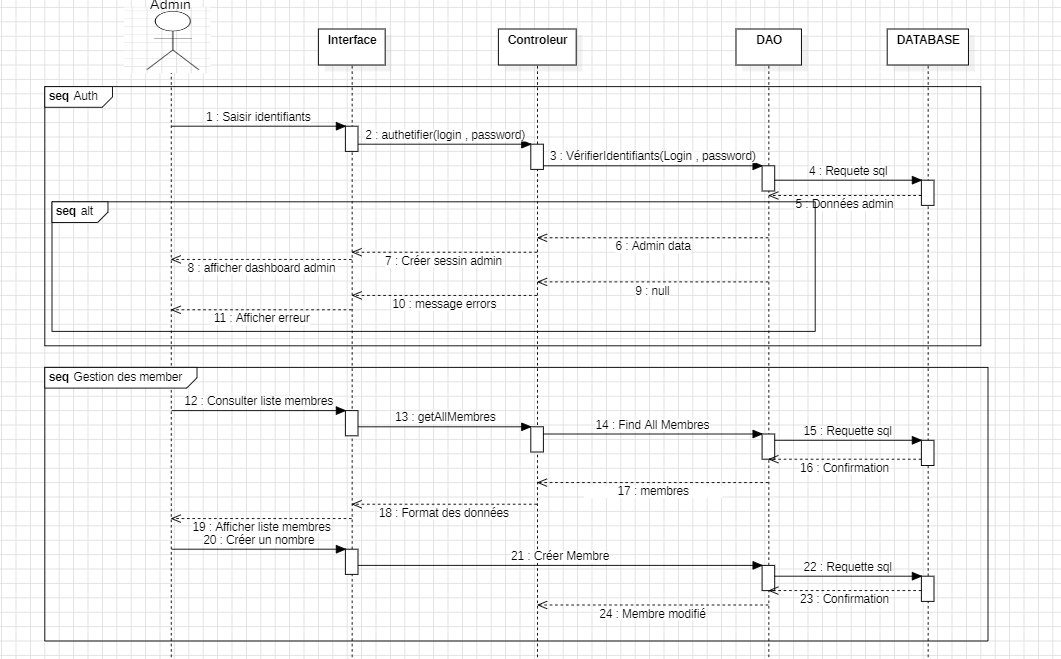 Admin
Interface
Controleur
DAO
DATABASE
seq Auth
1 : Saisir identifiants
2 : authetifier(login , password)
3 : VérifierIdentifants(Login , password)
4 : Requete sql
5 : Données admin
seq alt
6 : Admin data
7 : Créer sessin admin
8 : afficher dashboard admin
9 : null
10 : message errors
11 : Afficher erreur
seq Gestion des member
12 : Consulter liste membres
13 : getAllMembres
14 : Find All Membres
15 : Requette sql
16 : Confirmation
17 : membres
18 : Format des données
19 : Afficher liste membres
20 : Créer un nombre
21 : Créer Membre
22 : Requette sql
23 : Confirmation
24 : Membre modifié